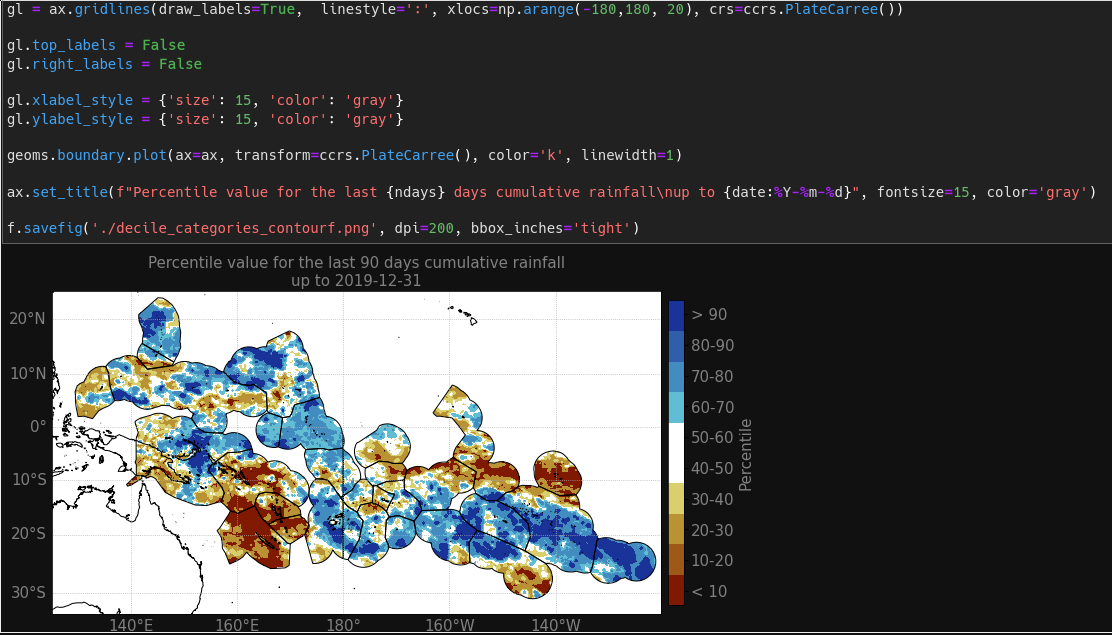 gl = ax.gridlines(draw_labels=True,  linestyle=':', xlocs=np.arange(-180,180, 20), crs=ccrs.PlateCarree())
gl.top_labels = False
gl.right_labels = False
gl.xlabel_style = {'size': 15, 'color': 'gray'}
gl.ylabel_style = {'size': 15, 'color': 'gray'}
geoms.boundary.plot(ax=ax, transform=ccrs.PlateCarree(), color='k', linewidth=1)
ax.set_title(f"Percentile value for the last {ndays} days cumulative rainfall\nup to {date:%Y-%m-%d}", fontsize=15, color='gray')
f.savefig('./decile_categories_contourf.png', dpi=200, bbox_inches='tight')
Percentile value for the last 90 days cumulative rainfall
up to 2019-12-31
20°N
10°N
0°
10°S
20°S
30°S
140°E
160°E
180°
160°W
140°W
> 90
80-90
70-80
60-70
50-60
40-50
30-40
20-30
10-20
< 10
Percentile